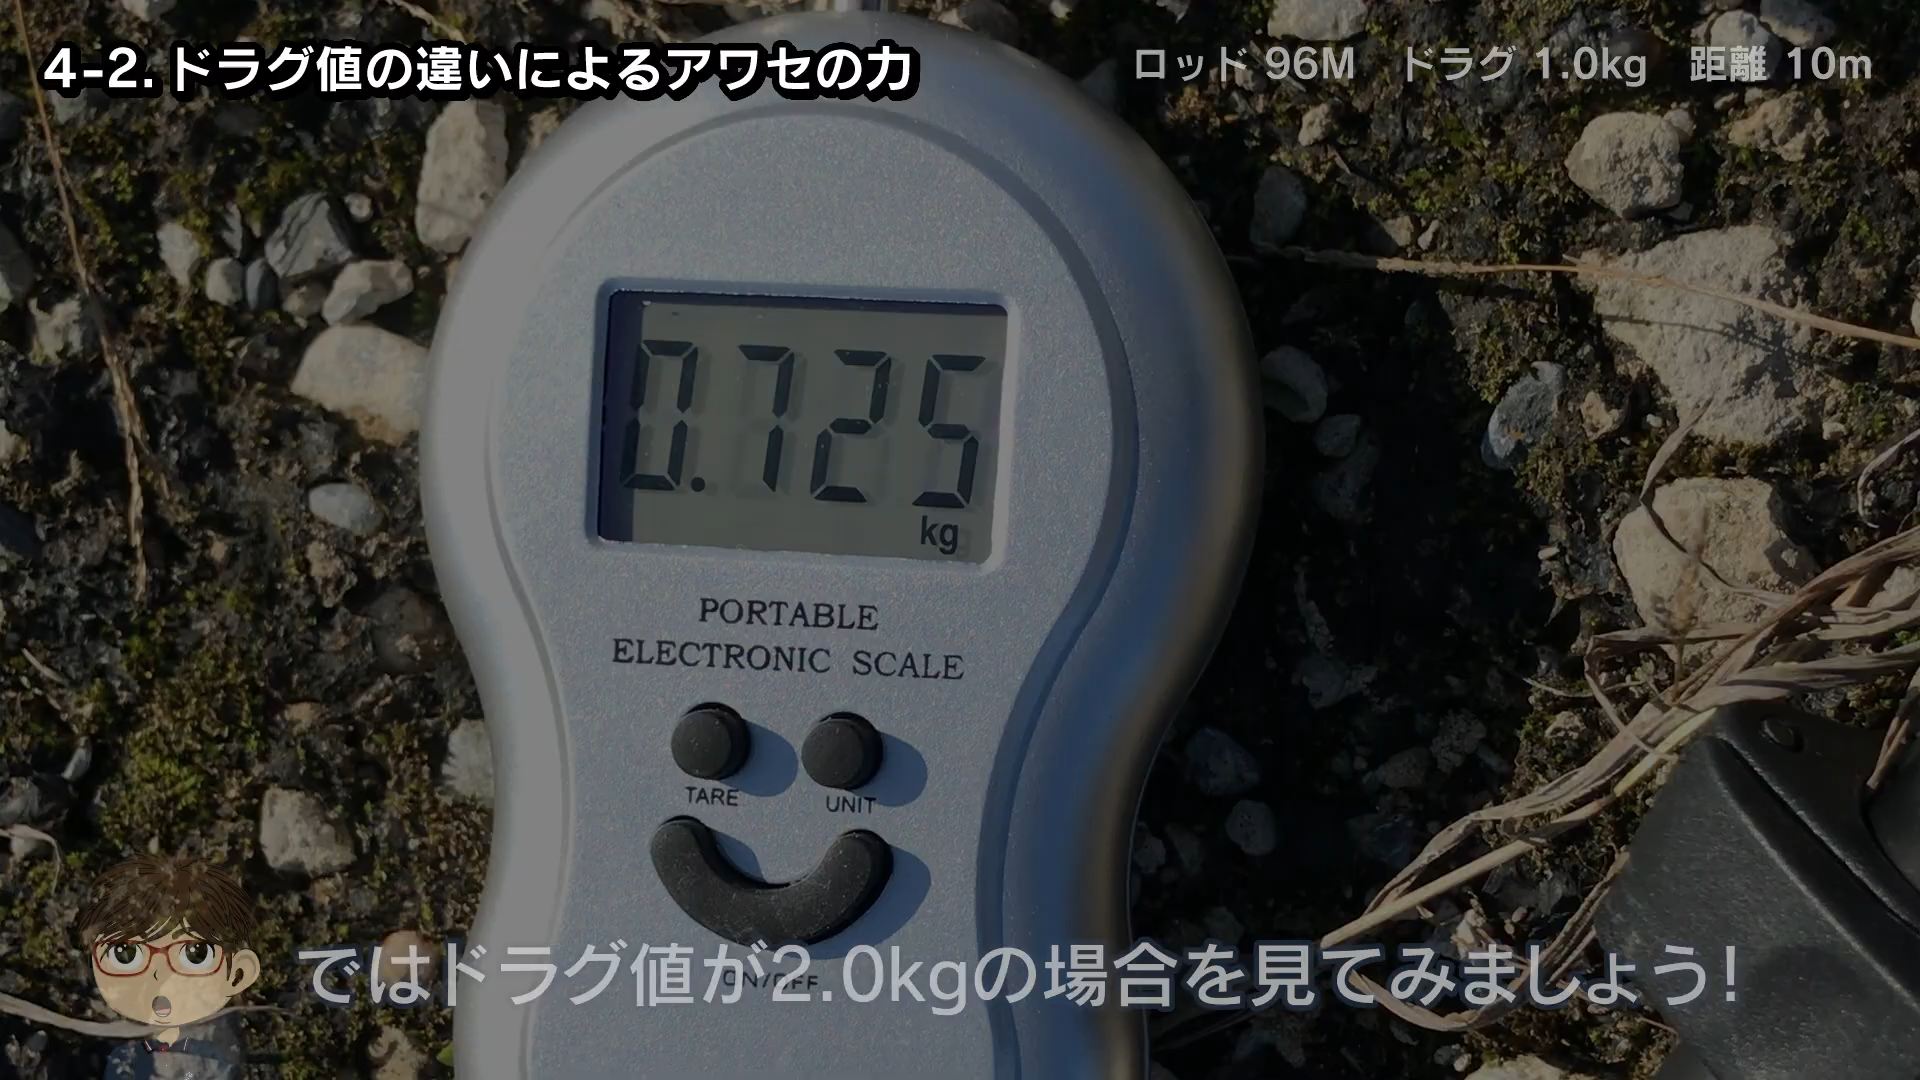 4-2.ドラグ値の違いによるアワセの力
ロッド 96M　ドラグ 1.0kg　距離 10m
0.725
kg
PORTABLE
ELECTRONIC SCALE
TARE
UNIT
ON/OFF
ではドラグ値が2.0kgの場合を見てみましょう!